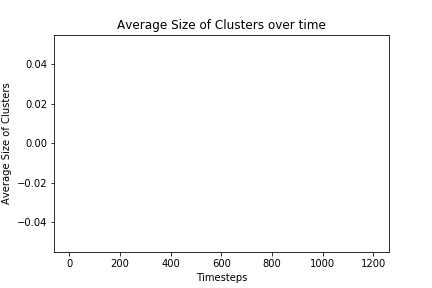 Average Size of Clusters over time
Average Size of Clusters
0.04
0.02
0.00
−0.02
−0.04
0 200 400 600 800 1000 1200
Timesteps